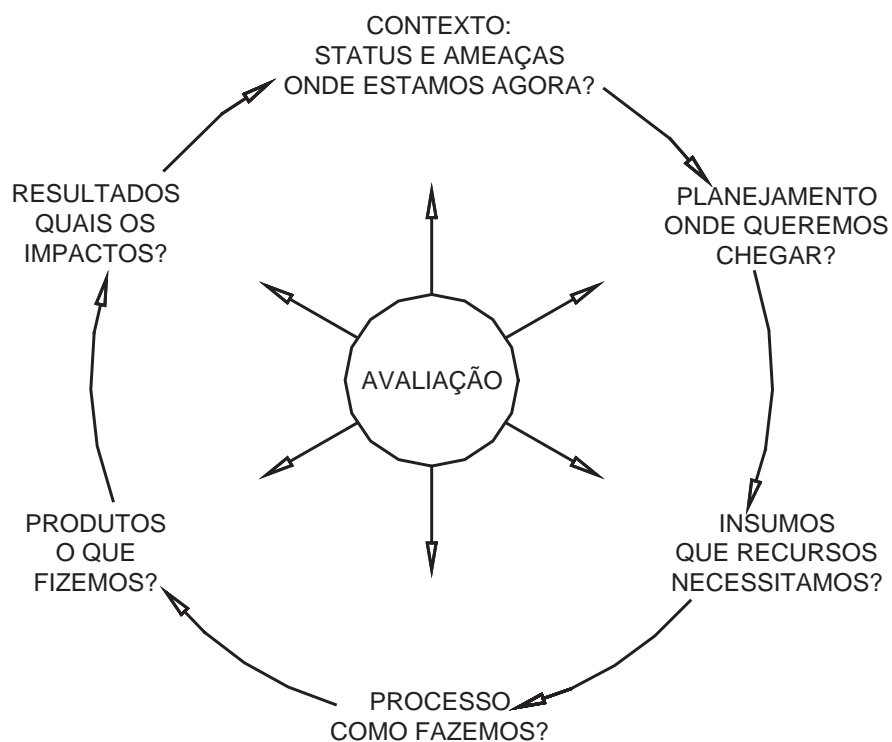 CONTEXTO:
STATUS E AMEAÇAS
ONDE ESTAMOS AGORA?
PLANEJAMENTO
ONDE QUEREMOS
CHEGAR?
INSUMOS
QUE RECURSOS
NECESSITAMOS?
PROCESSO
COMO FAZEMOS?
PRODUTOS
O QUE
FIZEMOS?
RESULTADOS
QUAIS OS
IMPACTOS?
AVALIAÇÃO